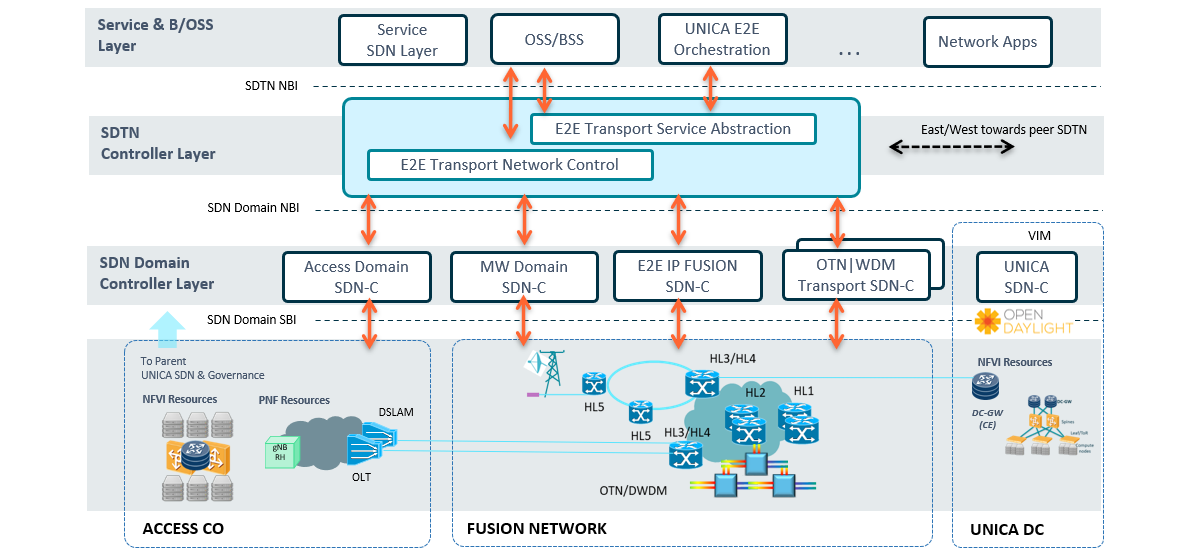 Service & B/OSS
Layer
Service
SDN Layer
OSS/BSS
UNICA E2E
Orchestration
...
Network Apps
SDTN NBI
SDTN
Controller Layer
E2E Transport Service Abstraction
E2E Transport Network Control
East/West towards peer SDTN
SDN Domain NBI
VIM
SDN Domain
Controller Layer
Access Domain
SDN-C
MW Domain
SDN-C
E2E IP FUSION
SDN-C
OTN|WDM
Transport SDN-C
UNICA
SDN-C
SDN Domain SBI
OPEN
DAYLIGHT
To Parent
UNICA SDN & Governance
NFVI Resources
PNF Resources
DSLAM
gNB
RH
OLT
HL3/HL4
HL5
HL5
HL2
HL1
HL3/HL4
OTN/DWDM
NFVI Resources
DC-GW
(CE)
DC-GW
Spines
Leaf/ToR
Compute
nodes
ACCESS CO
FUSION NETWORK
UNICA DC